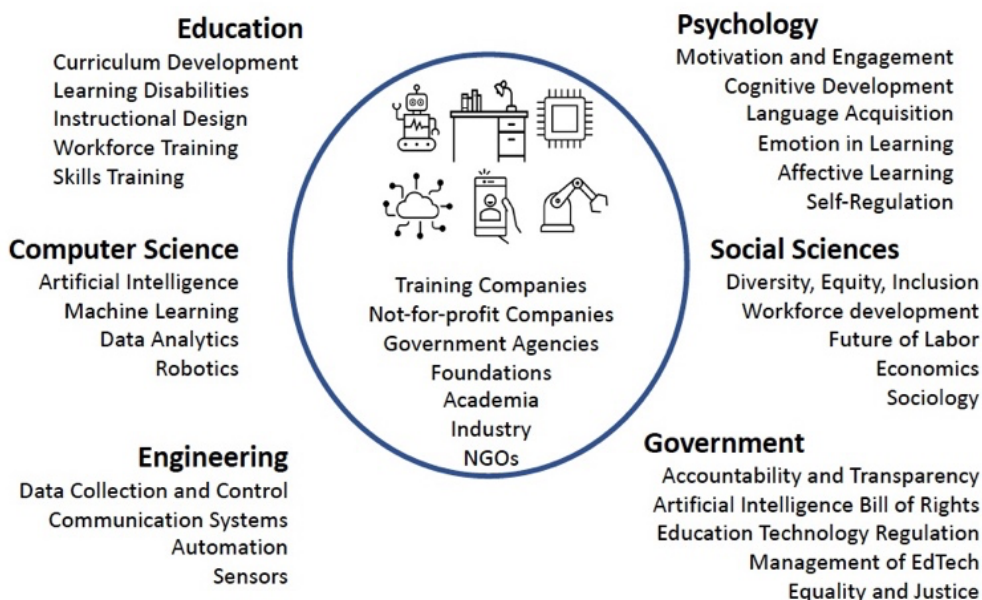 Education
Curriculum Development
Learning Disabilities
Instructional Design
Workforce Training
Skills Training
Computer Science
Artificial Intelligence
Machine Learning
Data Analytics
Robotics
Engineering
Data Collection and Control
Communication Systems
Automation
Sensors
Training Companies
Not-for-profit Companies
Government Agencies
Foundations
Academia
Industry
NGOs
Psychology
Motivation and Engagement
Cognitive Development
Language Acquisition
Emotion in Learning
Affective Learning
Self-Regulation
Social Sciences
Diversity, Equity, Inclusion
Workforce development
Future of Labor
Economics
Sociology
Government
Accountability and Transparency
Artificial Intelligence Bill of Rights
Education Technology Regulation
Management of EdTech
Equality and Justice